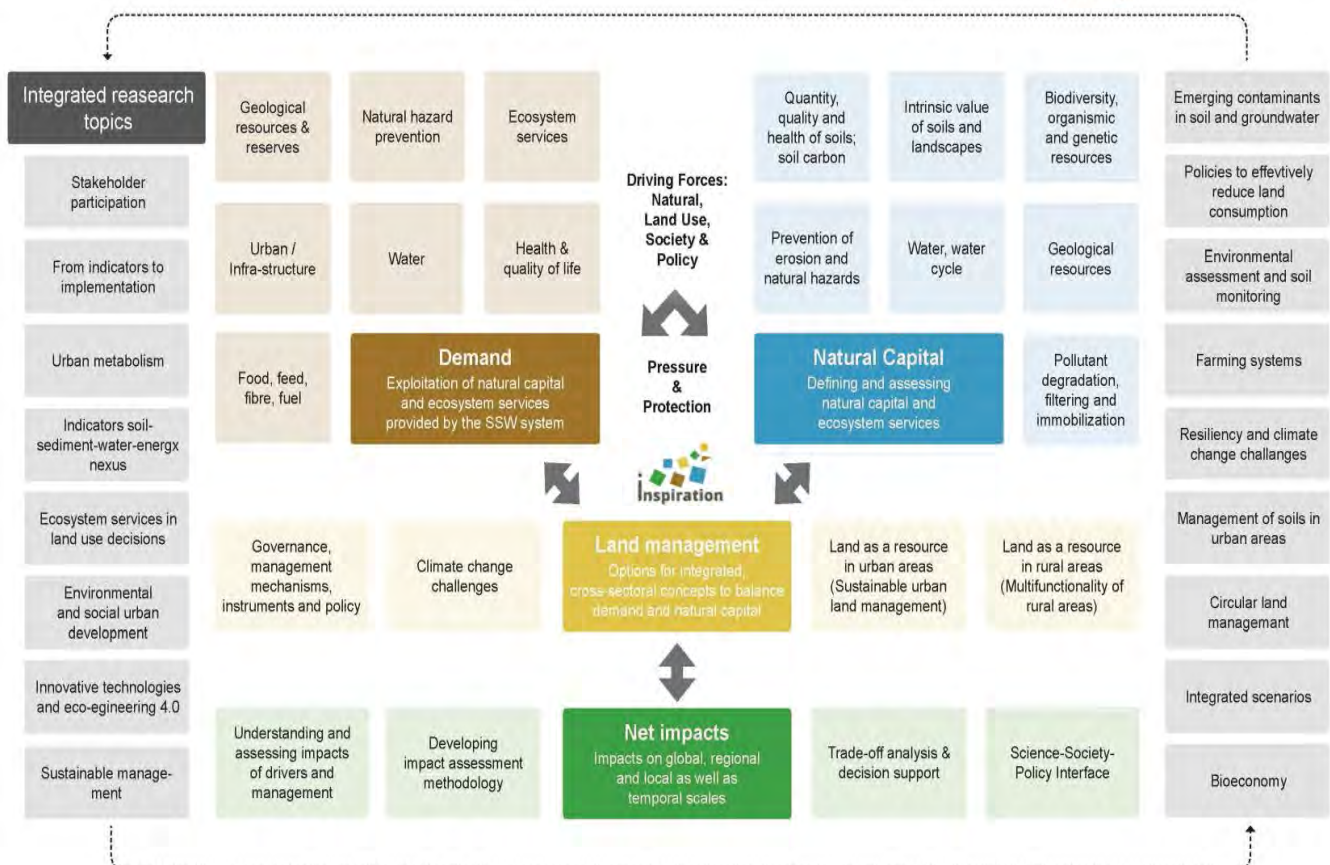 Integrated reasearch
topics
Stakeholder
participation
From indicators to
implementation
Urban metabolism
Indicators soil-
sediment-water-energx
nexus
Ecosystem services in
land use decisions
Environmental
and social urban
development
Innovative technologies
and eco-egineering 4.0
Sustainable manage-
ment
Geological
resources &
reserves
Natural hazard
prevention
Ecosystem
services
Urban /
Infra-structure
Water
Health &
quality of life
Food, feed,
fibre, fuel
Demand
Exploitation of natural capital
and ecosystem services
provided by the SSW system
Driving Forces:
Natural,
Land Use,
Society &
Policy
Pressure
&
Protection
inspiration
Quantity,
quality and
health of soils;
soil carbon
Intrinsic value
of soils and
landscapes
Biodiversity,
organismic
and genetic
resources
Prevention of
erosion and
natural hazards
Water, water
cycle
Geological
resources
Natural Capital
Defining and assessing
natural capital and
ecosystem services
Pollutant
degradation,
filtering and
immobilization
Governance,
management
mechanisms,
instruments and policy
Climate change
challenges
Land management
Options for integrated,
cross-sectoral concepts to balance
demand and natural capital
Land as a resource
in urban areas
(Sustainable urban
land management)
Land as a resource
in rural areas
(Multifunctionality of
rural areas)
Understanding and
assessing impacts
of drivers and
management
Developing
impact assessment
methodology
Net impacts
Impacts on global, regional
and local as well as
temporal scales
Trade-off analysis &
decision support
Science-Society-
Policy Interface
Emerging contaminants
in soil and groundwater
Policies to effevtively
reduce land
consumption
Environmental
assessment and soil
monitoring
Farming systems
Resiliency and climate
change challanges
Management of soils in
urban areas
Circular land
managemant
Integrated scenarios
Bioeconomy